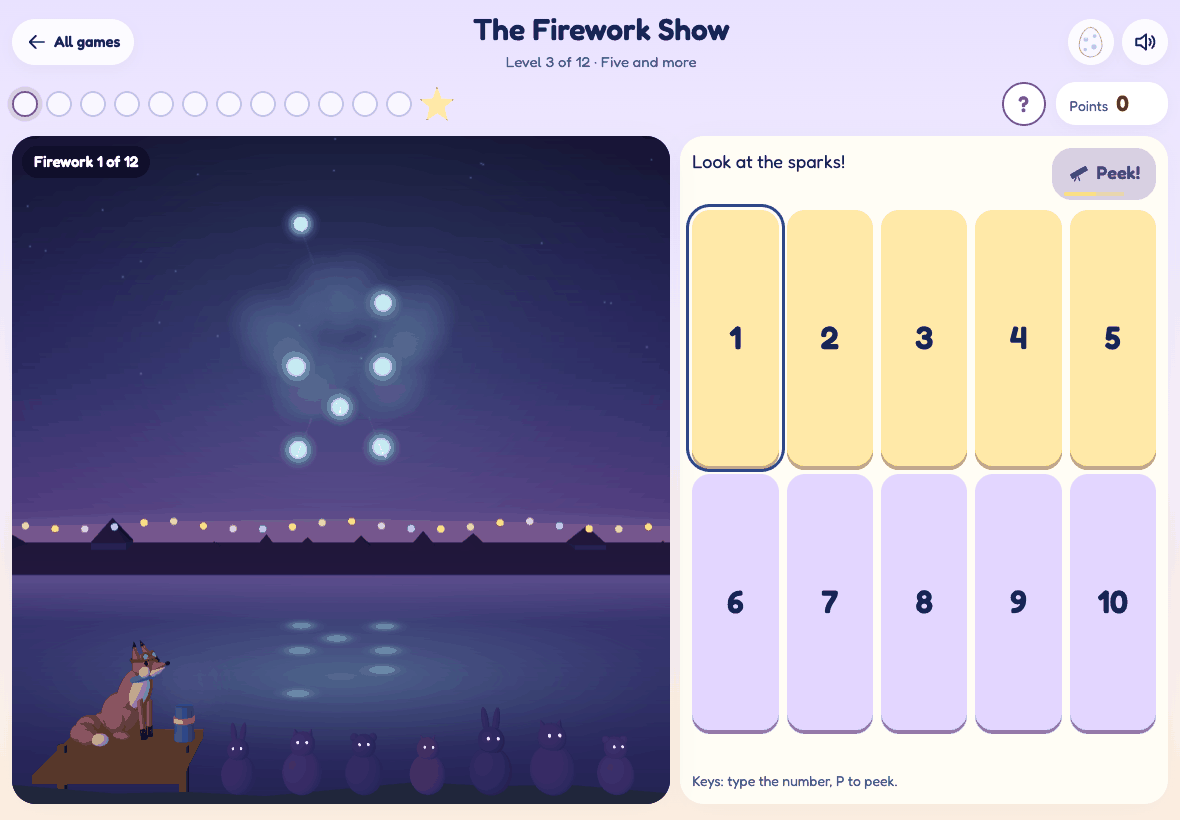 All games
The Firework Show
Level 3 of 12 · Five and more
?
Points 0
Firework 1 of 12
Look at the sparks!
Peek!
1
2
3
4
5
6
7
8
9
10
Keys: type the number, P to peek.